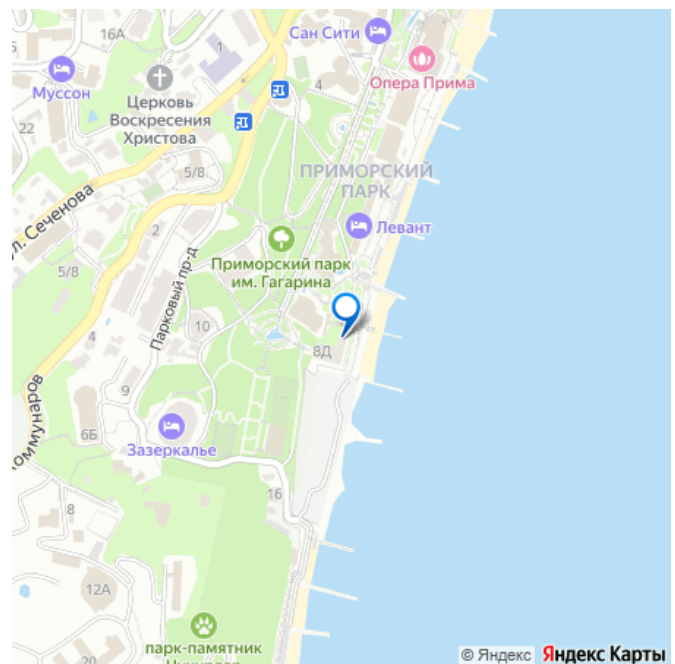 Сан Сити
16А
1
Опера Прима
Муссон
4
Церковь
Воскресения
Христова
22
5/8
ПРИМОРСКИЙ
ПАРК
ул. Сеченова
2
Левант
Приморский парк
им. Гагарина
5/8
Парковый пр-д
10
4
8Д
9
Коммунаров
6Б
Зазеркалье
16
8
12А
парк-памятник
20
© Яндекс Яндекс Карты